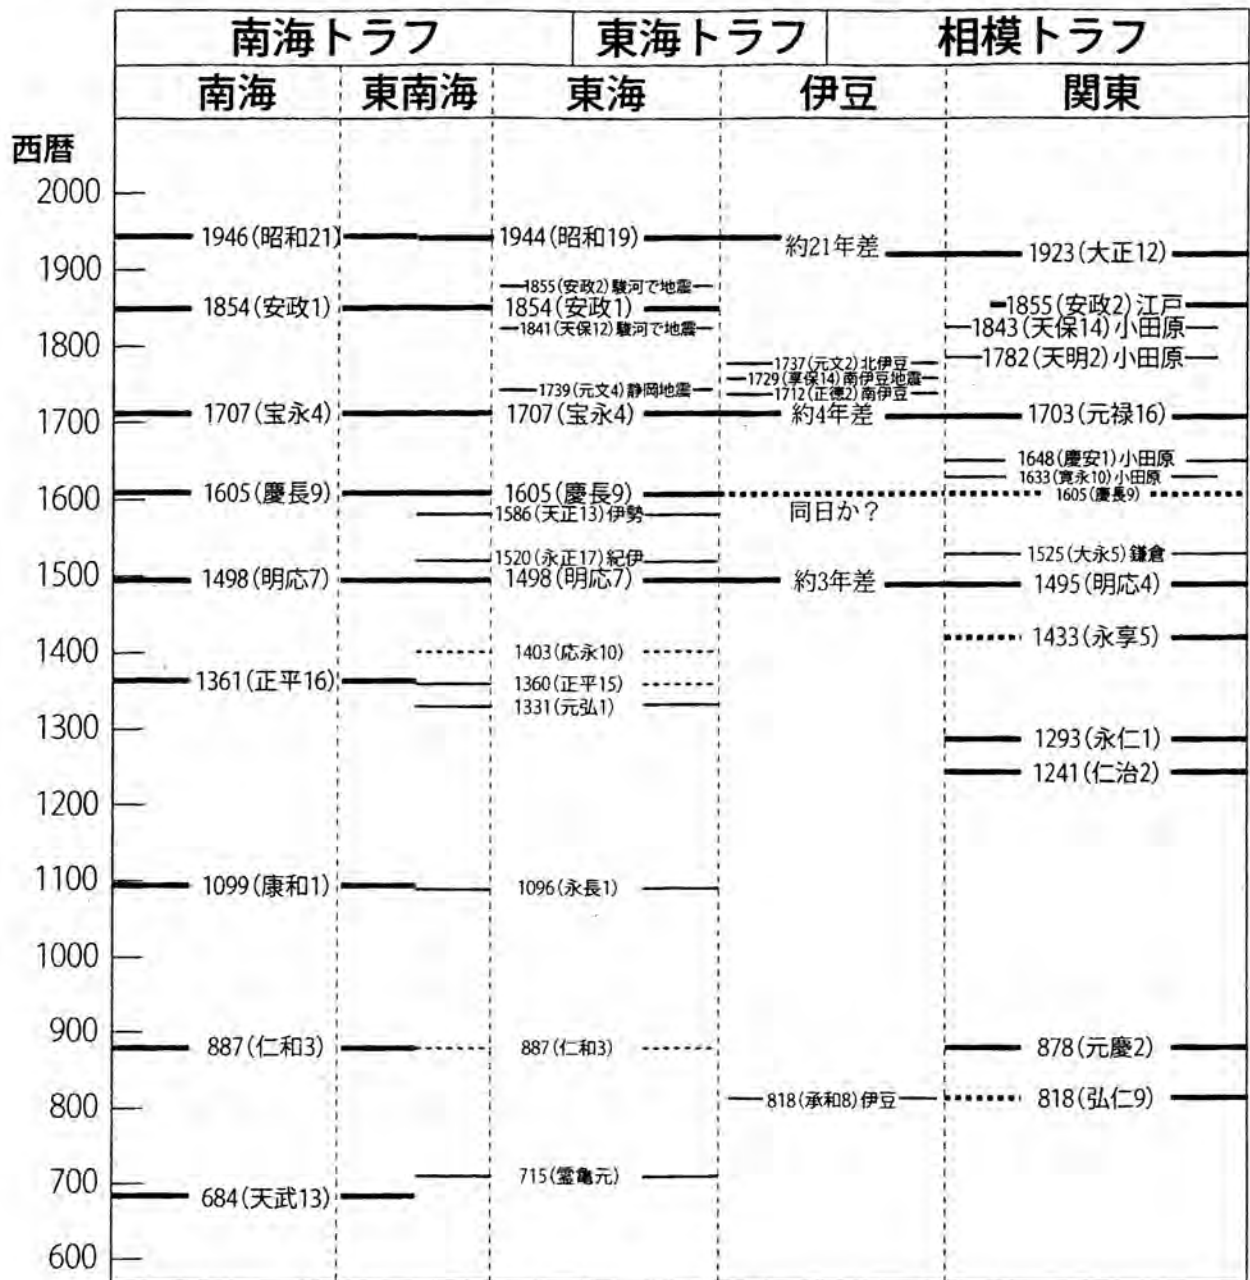 南海トラフ 東海トラフ 相模トラフ
南海 東南海 東海 伊豆 関東
西暦
2000
1946(昭和21) 1944(昭和19) 約21年差 1923(大正12)
1900
1855(安政2)駿河で地震
1854(安政1) 1854(安政1) 1855(安政2)江戸
1841(天保12)駿河で地震 1843(天保14)小田原
1800
1782(天明2)小田原
1737(元文2)北伊豆
1729(享保14)南伊豆地震
1739(元文4)静岡地震 1712(正徳2)南伊豆
1707(宝永4) 1707(宝永4) 約4年差 1703(元禄16)
1700
1648(慶安1)小田原
1633(寛永10)小田原
1605(慶長9) 1605(慶長9) 1605(慶長9)
1600
1586(天正13)伊勢 同日か?
1520(永正17)紀伊 1525(大永5)鎌倉
1500
1498(明応7) 1498(明応7) 約3年差 1495(明応4)
1433(永享5)
1400
1403(応永10)
1361(正平16) 1360(正平15)
1331(元弘1)
1300
1293(永仁1)
1241(仁治2)
1200
1100
1099(康和1) 1096(永長1)
1000
900
887(仁和3) 887(仁和3) 878(元慶2)
800
818(承和8)伊豆 818(弘仁9)
700
715(霊亀元)
684(天武13)
600